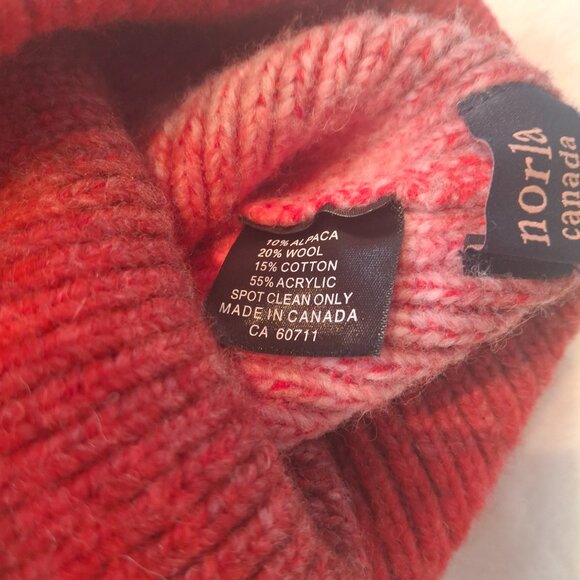 10% ALPACA
20% WOOL
15% COTTON
55% ACRYLIC
SPOT CLEAN ONLY
MADE IN CANADA
CA 60711
norla
canada